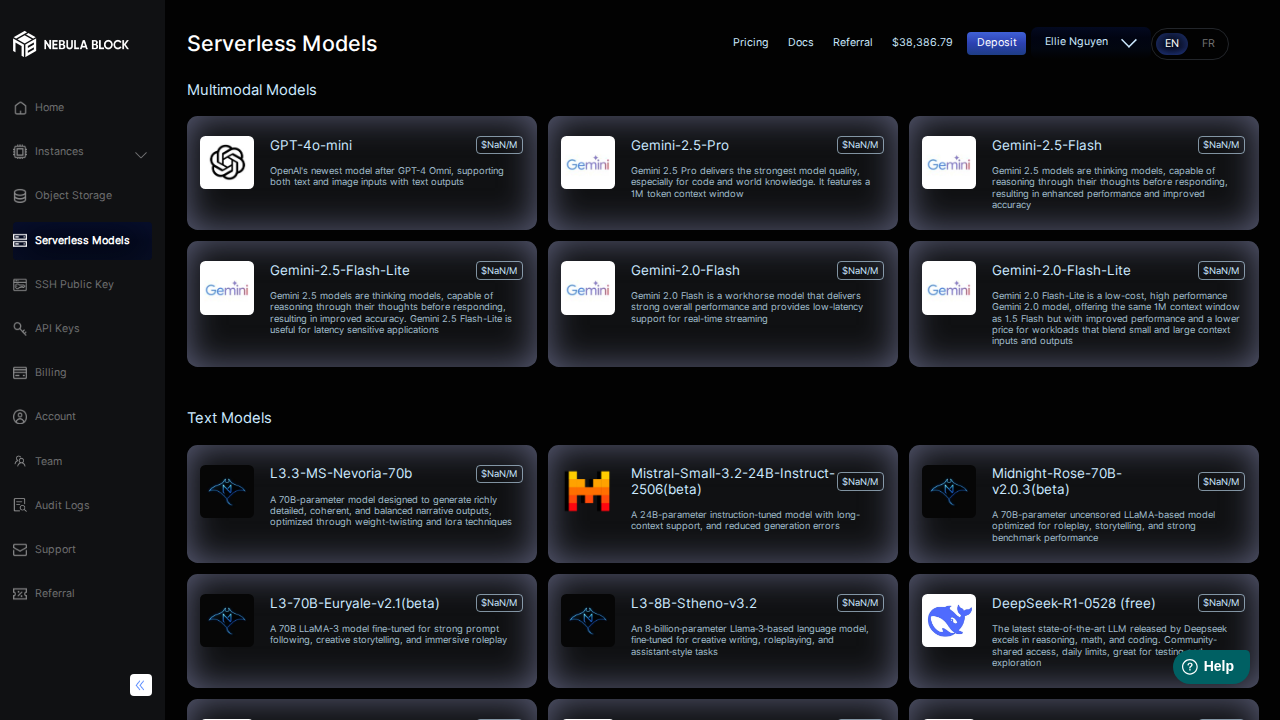 NEBULA BLOCK
Home
Instances
Object Storage
Serverless Models
SSH Public Key
API Keys
Billing
Account
Team
Audit Logs
Support
Referral
Serverless Models
Pricing
Docs
Referral
$38,386.79
Deposit
Ellie Nguyen
EN
FR
Multimodal Models
GPT-4o-mini
$NaN/M
OpenAI's newest model after GPT-4 Omni, supporting
both text and image inputs with text outputs
Gemini
Gemini-2.5-Pro
$NaN/M
Gemini 2.5 Pro delivers the strongest model quality,
especially for code and world knowledge. It features a
1M token context window
Gemini
Gemini-2.5-Flash
$NaN/M
Gemini 2.5 models are thinking models, capable of
reasoning through their thoughts before responding,
resulting in enhanced performance and improved
accuracy
Gemini
Gemini-2.5-Flash-Lite
$NaN/M
Gemini 2.5 models are thinking models, capable of
reasoning through their thoughts before responding,
resulting in improved accuracy. Gemini 2.5 Flash-Lite is
useful for latency sensitive applications
Gemini
Gemini-2.0-Flash
$NaN/M
Gemini 2.0 Flash is a workhorse model that delivers
strong overall performance and provides low-latency
support for real-time streaming
Gemini
Gemini-2.0-Flash-Lite
$NaN/M
Gemini 2.0 Flash-Lite is a low-cost, high performance
Gemini 2.0 model, offering the same 1M context window
as 1.5 Flash but with improved performance and a lower
price for workloads that blend small and large context
inputs and outputs
Text Models
L3.3-MS-Nevoria-70b
$NaN/M
A 70B-parameter model designed to generate richly
detailed, coherent, and balanced narrative outputs,
optimized through weight-twisting and lora techniques
Mistral-Small-3.2-24B-Instruct-
2506(beta)
$NaN/M
A 24B-parameter instruction-tuned model with long-
context support, and reduced generation errors
Midnight-Rose-70B-
v2.0.3(beta)
$NaN/M
A 70B-parameter uncensored LLaMA-based model
optimized for roleplay, storytelling, and strong
benchmark performance
L3-70B-Euryale-v2.1(beta)
$NaN/M
A 70B LLaMA-3 model fine-tuned for strong prompt
following, creative storytelling, and immersive roleplay
L3-8B-Stheno-v3.2
$NaN/M
An 8-billion-parameter Llama-3-based language model,
fine-tuned for creative writing, roleplaying, and
assistant-style tasks
DeepSeek-R1-0528 (free)
$NaN/M
The latest state-of-the-art LLM released by Deepseek
excels in reasoning, math, and coding. Community-
shared access, daily limits, great for testing and
exploration
Help